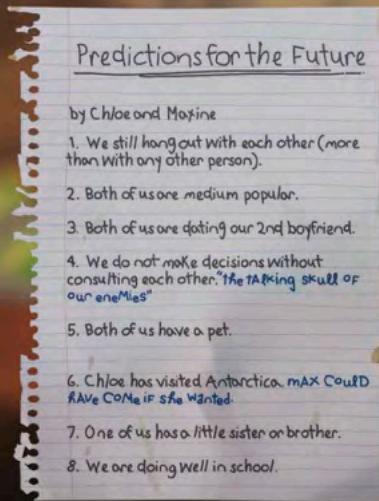 Predictions for the Future
by Chloe and Maxine
1. We still hang out with each other (more
than with any other person).
2. Both of us are medium popular.
3. Both of us are dating our 2nd boyfriend.
4. We do not make decisions without
consulting each other. "the tALking skull OF
our eneMies"
5. Both of us have a pet.
6. Chloe has visited Antarctica. mAX CoulD
HAVe CoMe iF she wanted.
7. One of us has a little sister or brother.
8. We are doing well in school.